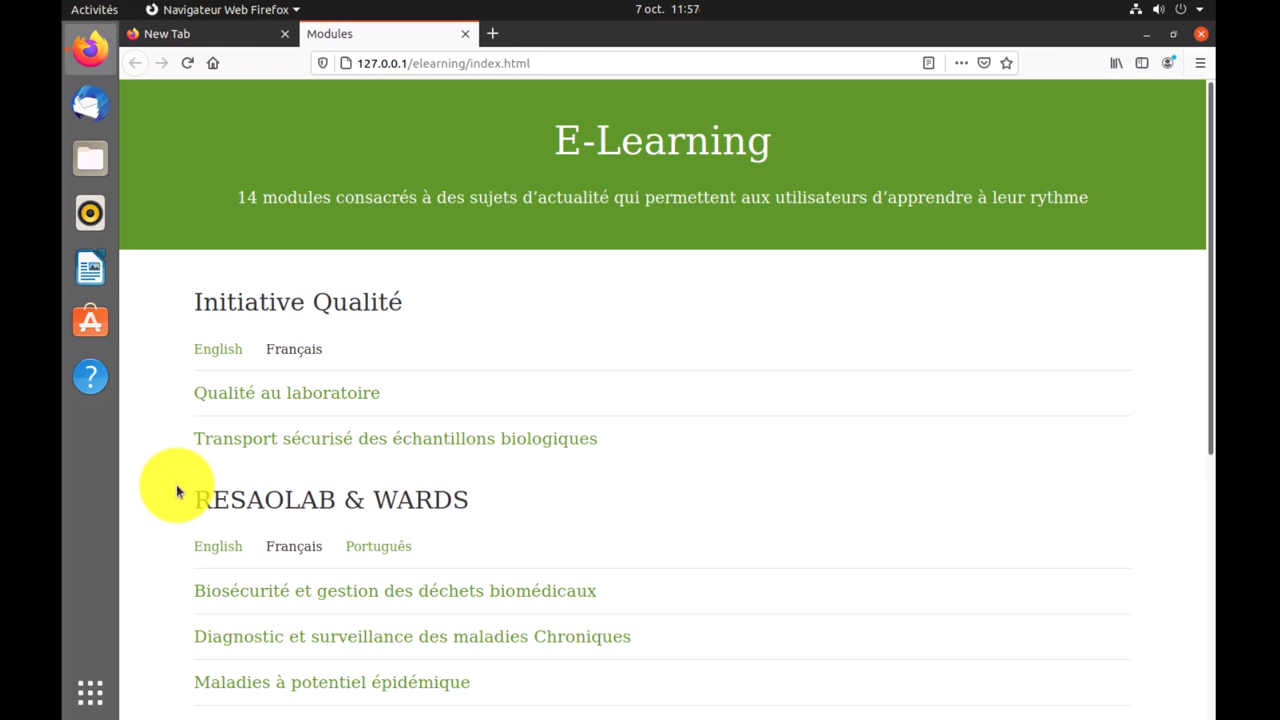 Activités Navigateur Web Firefox 7 oct. 11:57
New Tab Modules
127.0.0.1/elearning/index.html
E-Learning
14 modules consacrés à des sujets d’actualité qui permettent aux utilisateurs d’apprendre à leur rythme
Initiative Qualité
English Français
Qualité au laboratoire
Transport sécurisé des échantillons biologiques
RESAOLAB & WARDS
English Français Português
Biosécurité et gestion des déchets biomédicaux
Diagnostic et surveillance des maladies Chroniques
Maladies à potentiel épidémique